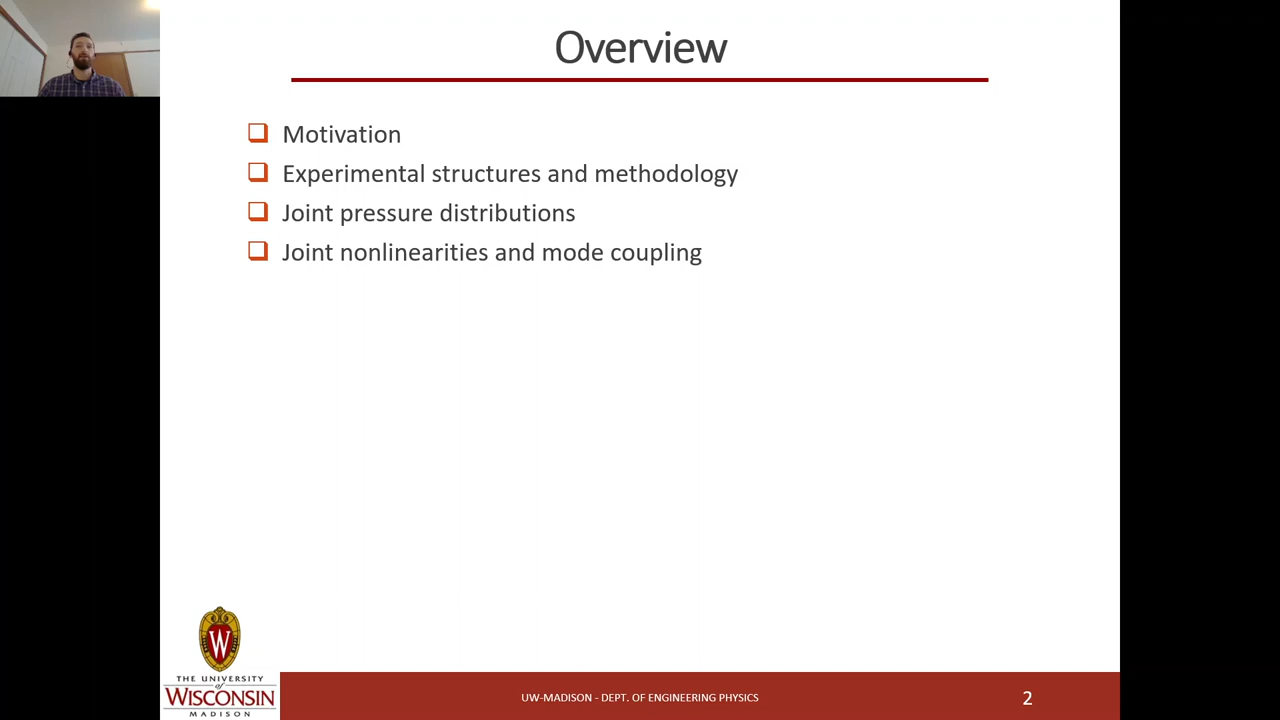 Overview
Motivation
Experimental structures and methodology
Joint pressure distributions
Joint nonlinearities and mode coupling
W
THE UNIVERSITY
of
WISCONSIN
MADISON
UW-MADISON - DEPT. OF ENGINEERING PHYSICS
2